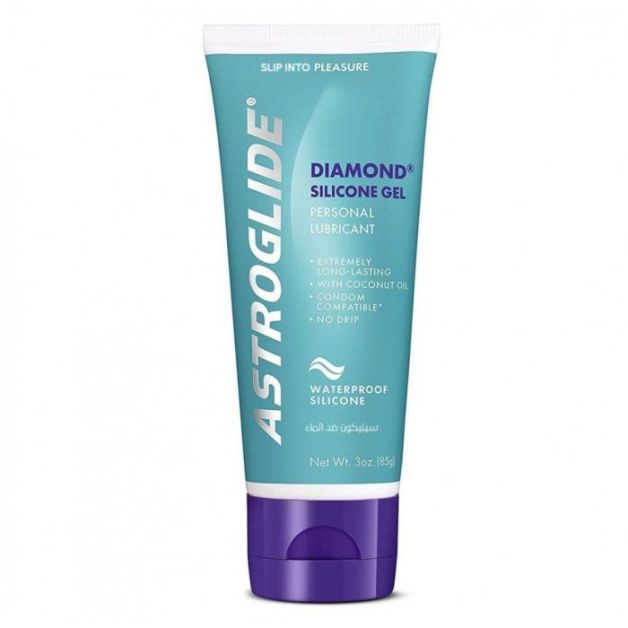 SLIP INTO PLEASURE
ASTROGLIDE®
DIAMOND®
SILICONE GEL
PERSONAL
LUBRICANT
• EXTREMELY
LONG-LASTING
• WITH COCONUT OIL
• CONDOM
COMPATIBLE*
• NO DRIP
WATERPROOF
SILICONE
سيليكون ضد الماء
Net Wt. 3oz. (85g)